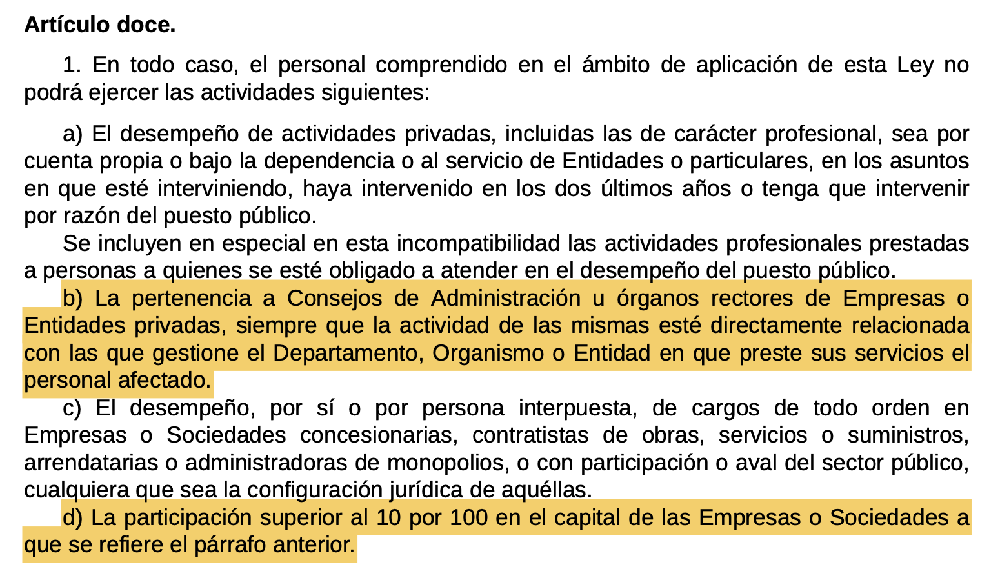 Artículo doce.
1. En todo caso, el personal comprendido en el ámbito de aplicación de esta Ley no
podrá ejercer las actividades siguientes:
a) El desempeño de actividades privadas, incluidas las de carácter profesional, sea por
cuenta propia o bajo la dependencia o al servicio de Entidades o particulares, en los asuntos
en que esté interviniendo, haya intervenido en los dos últimos años o tenga que intervenir
por razón del puesto público.
Se incluyen en especial en esta incompatibilidad las actividades profesionales prestadas
a personas a quienes se esté obligado a atender en el desempeño del puesto público.
b) La pertenencia a Consejos de Administración u órganos rectores de Empresas o
Entidades privadas, siempre que la actividad de las mismas esté directamente relacionada
con las que gestione el Departamento, Organismo o Entidad en que preste sus servicios el
personal afectado.
c) El desempeño, por sí o por persona interpuesta, de cargos de todo orden en
Empresas o Sociedades concesionarias, contratistas de obras, servicios o suministros,
arrendatarias o administradoras de monopolios, o con participación o aval del sector público,
cualquiera que sea la configuración jurídica de aquéllas.
d) La participación superior al 10 por 100 en el capital de las Empresas o Sociedades a
que se refiere el párrafo anterior.